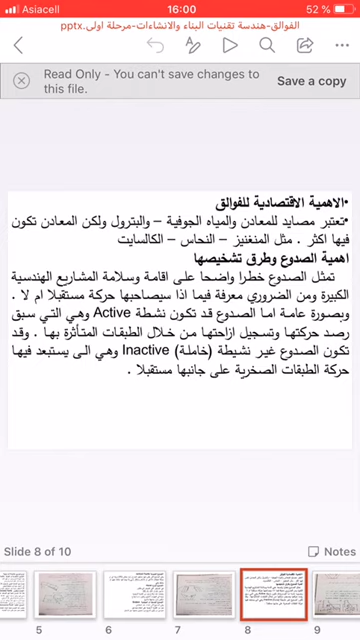 Asiacell
16:00
52 %
الفوالق-هندسة تقنيات البناء والانشاءات-مرحلة اولى.pptx
Read Only - You can't save changes to
this file.
Save a copy
•الاهمية الاقتصادية للفوالق
•تعتبر مصايد للمعادن والمياه الجوفية – والبترول ولكن المعادن تكون
فيها اكثر . مثل المنغنيز – النحاس – الكالسايت
اهمية الصدوع وطرق تشخيصها
تمثل الصدوع خطرا واضحا على اقامة وسلامة المشاريع الهندسية
الكبيرة ومن الضروري معرفة فيما اذا سيصاحبها حركة مستقبلا ام لا .
وبصورة عامة اما الصدوع قد تكون نشطة Active وهي التي سبق
رصد حركتها وتسجيل ازاحتها من خلال الطبقات المتأثرة بها . وقد
تكون الصدوع غير نشيطة (خاملة) Inactive وهي الى يستبعد فيها
حركة الطبقات الصخرية على جانبها مستقبلا .
Slide 8 of 10
Notes
5
6
7
8
9